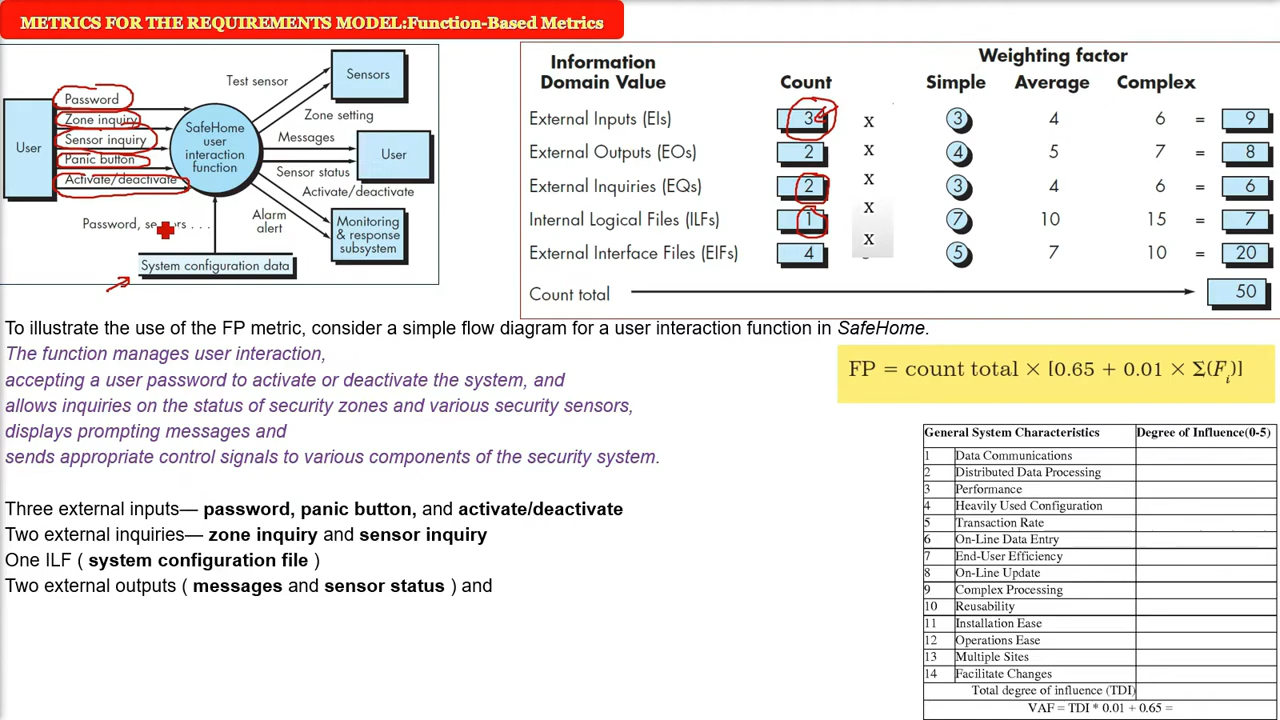 METRICS FOR THE REQUIREMENTS MODEL:Function-Based Metrics
User
Password
Zone inquiry
Sensor inquiry
Panic button
Activate/deactivate
SafeHome
user
interaction
function
Test sensor
Sensors
Zone setting
Messages
User
Sensor status
Activate/deactivate
Alarm
alert
Monitoring
& response
subsystem
Password, sensors . . .
System configuration data
Information
Domain Value
Count
Weighting factor
Simple Average Complex
External Inputs (EIs) 3 x 3 4 6 = 9
External Outputs (EOs) 2 x 4 5 7 = 8
External Inquiries (EQs) 2 x 3 4 6 = 6
Internal Logical Files (ILFs) 1 x 7 10 15 = 7
External Interface Files (EIFs) 4 x 5 7 10 = 20
Count total 50
To illustrate the use of the FP metric, consider a simple flow diagram for a user interaction function in SafeHome.
The function manages user interaction,
accepting a user password to activate or deactivate the system, and
allows inquiries on the status of security zones and various security sensors,
displays prompting messages and
sends appropriate control signals to various components of the security system.
FP = count total × [0.65 + 0.01 × Σ(Fi)]
Three external inputs— password, panic button, and activate/deactivate
Two external inquiries— zone inquiry and sensor inquiry
One ILF ( system configuration file )
Two external outputs ( messages and sensor status ) and
General System Characteristics Degree of Influence(0-5)
1 Data Communications
2 Distributed Data Processing
3 Performance
4 Heavily Used Configuration
5 Transaction Rate
6 On-Line Data Entry
7 End-User Efficiency
8 On-Line Update
9 Complex Processing
10 Reusability
11 Installation Ease
12 Operations Ease
13 Multiple Sites
14 Facilitate Changes
Total degree of influence (TDI)
VAF = TDI * 0.01 + 0.65 =